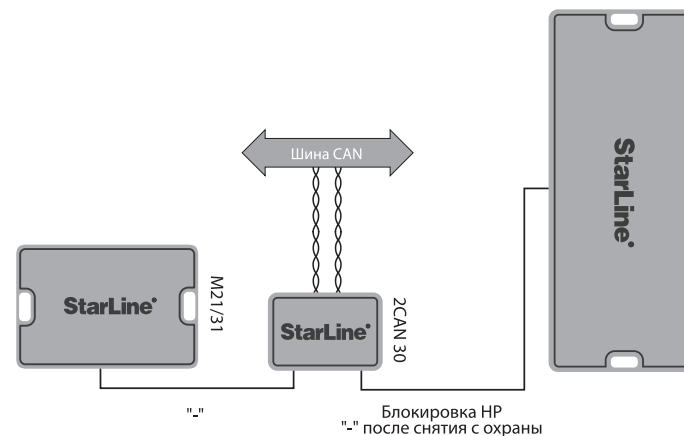 Шина CAN
StarLine
M21/31
StarLine
2CAN 30
StarLine
"-"
Блокировка НР
"-" после снятия с охраны